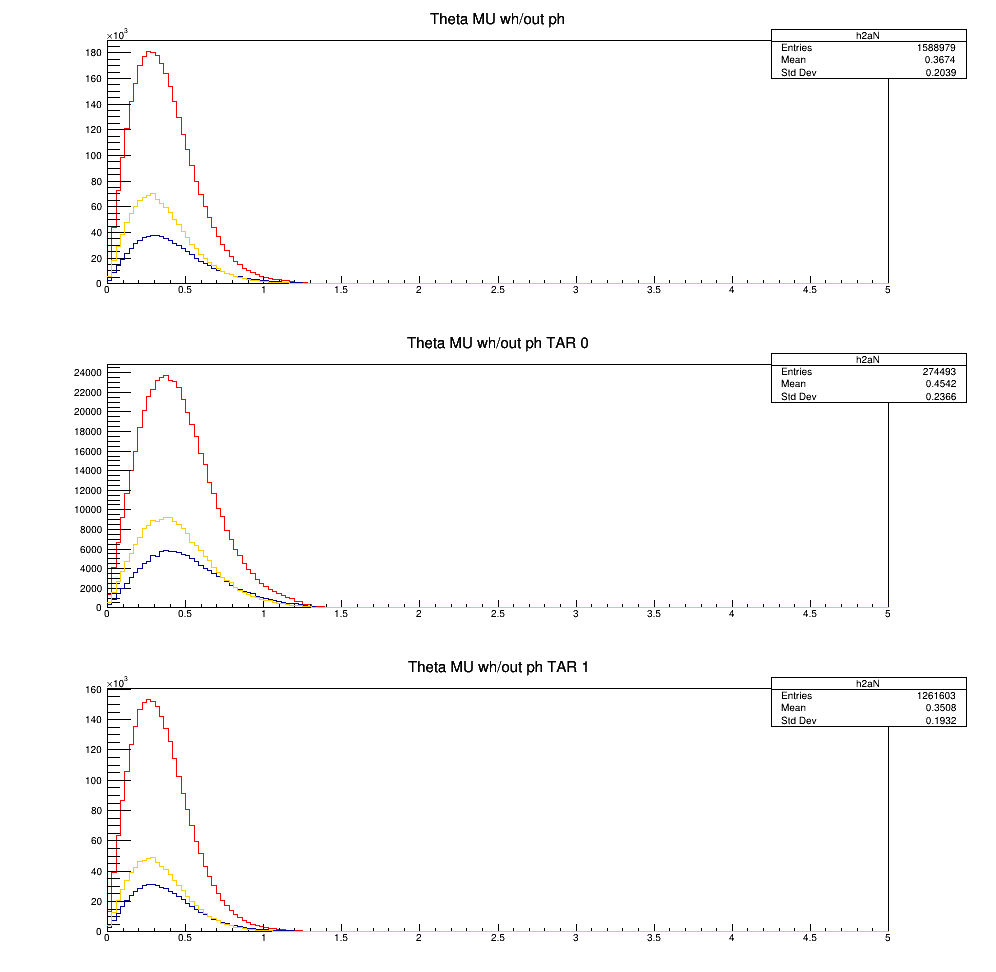 Theta MU wh/out ph
×10³
h2aN
Entries 1588979
Mean 0.3674
Std Dev 0.2039
180
160
140
120
100
80
60
40
20
0
0 0.5 1 1.5 2 2.5 3 3.5 4 4.5 5
Theta MU wh/out ph TAR 0
h2aN
Entries 274493
Mean 0.4542
Std Dev 0.2366
24000
22000
20000
18000
16000
14000
12000
10000
8000
6000
4000
2000
0
0 0.5 1 1.5 2 2.5 3 3.5 4 4.5 5
Theta MU wh/out ph TAR 1
×10³
h2aN
Entries 1261603
Mean 0.3508
Std Dev 0.1932
160
140
120
100
80
60
40
20
0
0 0.5 1 1.5 2 2.5 3 3.5 4 4.5 5